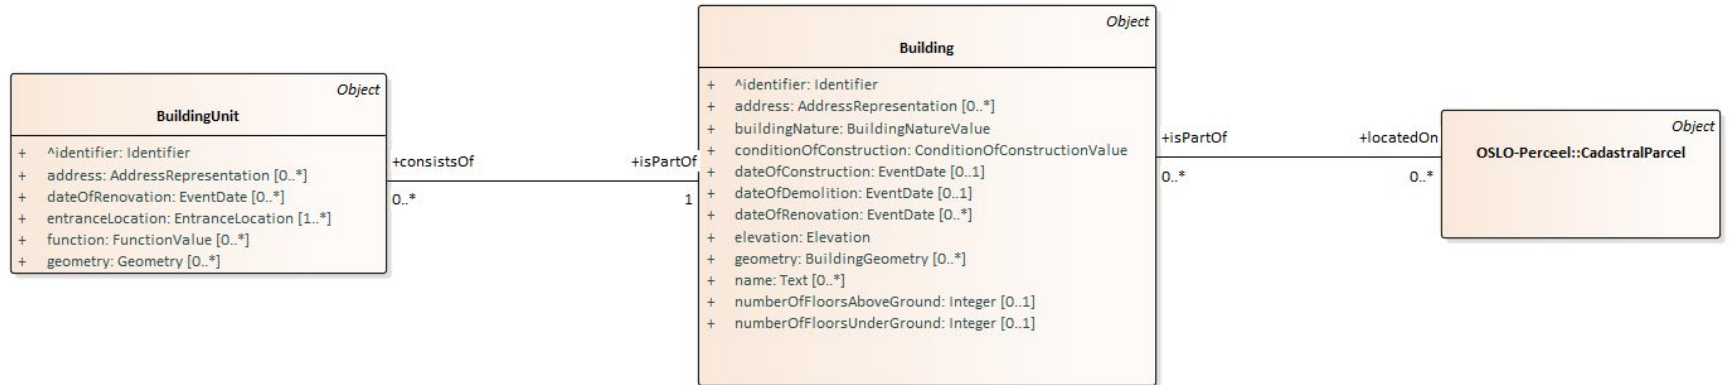 Object
BuildingUnit
+ ^identifier: Identifier
+ address: AddressRepresentation [0..*]
+ dateOfRenovation: EventDate [0..*]
+ entranceLocation: EntranceLocation [1..*]
+ function: FunctionValue [0..*]
+ geometry: Geometry [0..*]
+consistsOf
0..*
+isPartOf
1
Object
Building
+ ^identifier: Identifier
+ address: AddressRepresentation [0..*]
+ buildingNature: BuildingNatureValue
+ conditionOfConstruction: ConditionOfConstructionValue
+ dateOfConstruction: EventDate [0..1]
+ dateOfDemolition: EventDate [0..1]
+ dateOfRenovation: EventDate [0..*]
+ elevation: Elevation
+ geometry: BuildingGeometry [0..*]
+ name: Text [0..*]
+ numberOfFloorsAboveGround: Integer [0..1]
+ numberOfFloorsUnderGround: Integer [0..1]
+isPartOf
0..*
+locatedOn
0..*
Object
OSLO-Perceel::CadastralParcel